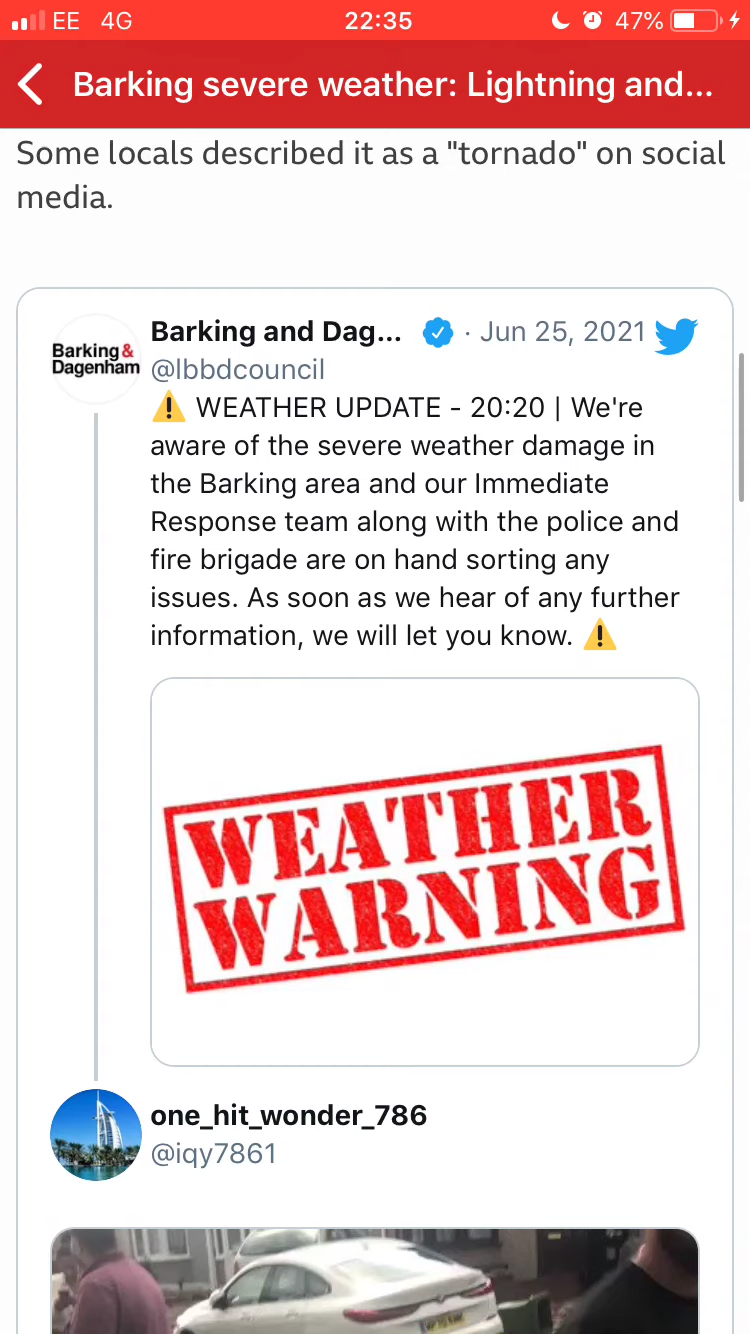 EE 4G 22:35 47%
Barking severe weather: Lightning and...
Some locals described it as a "tornado" on social
media.
Barking and Dag... · Jun 25, 2021
Barking&
Dagenham
@lbbdcouncil
⚠️ WEATHER UPDATE - 20:20 | We're
aware of the severe weather damage in
the Barking area and our Immediate
Response team along with the police and
fire brigade are on hand sorting any
issues. As soon as we hear of any further
information, we will let you know. ⚠️
WEATHER
WARNING
one_hit_wonder_786
@iqy7861